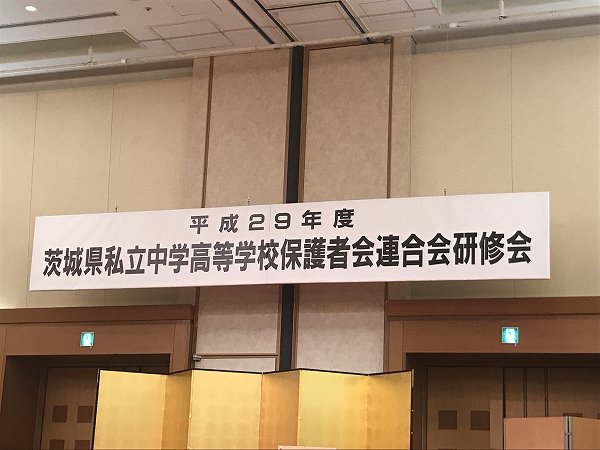 平成29年度
茨城県私立中学高等学校保護者会連合会研修会